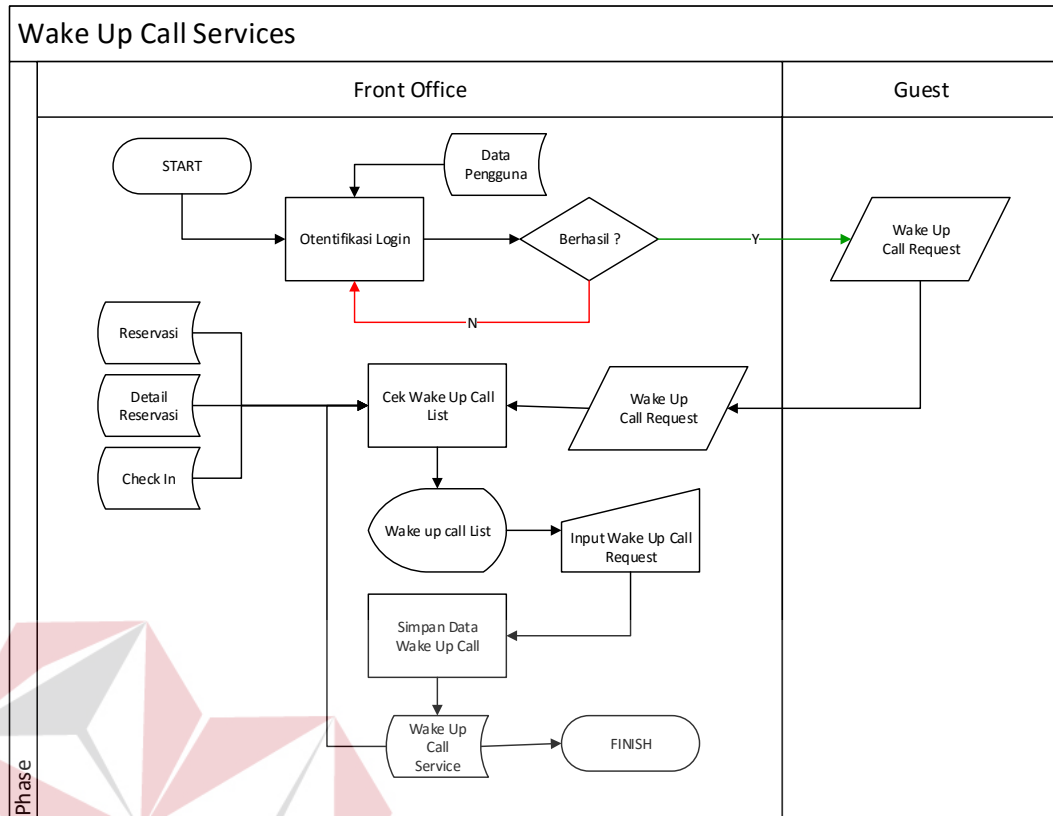 Wake Up Call Services
Front Office
Guest
START
Data
Pengguna
Otentifikasi Login
Berhasil ?
Y
Wake Up
Call Request
N
Reservasi
Detail
Reservasi
Check In
Cek Wake Up Call
List
Wake Up
Call Request
Wake up call List
Input Wake Up Call
Request
Simpan Data
Wake Up Call
Wake Up
Call
Service
FINISH
Phase